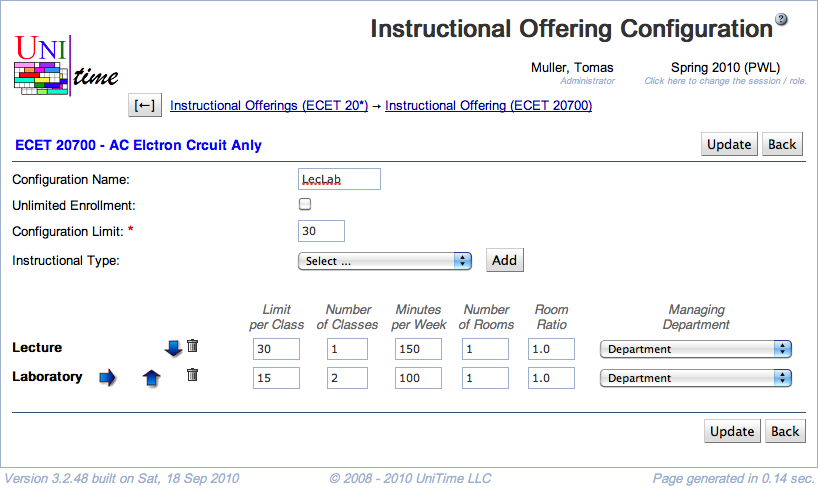 Instructional Offering Configuration ?
UNI
time
Muller, Tomas
Administrator
Spring 2010 (PWL)
Click here to change the session / role.
[←] Instructional Offerings (ECET 20*) → Instructional Offering (ECET 20700)
ECET 20700 - AC Elctron Crcuit Anly Update Back
Configuration Name: LecLab
Unlimited Enrollment:
Configuration Limit: * 30
Instructional Type: Select ... Add
Limit Number Minutes Number Room Managing
per Class of Classes per Week of Rooms Ratio Department
Lecture 30 1 150 1 1.0 Department
Laboratory 15 2 100 1 1.0 Department
Update Back
Version 3.2.48 built on Sat, 18 Sep 2010 © 2008 - 2010 UniTime LLC Page generated in 0.14 sec.